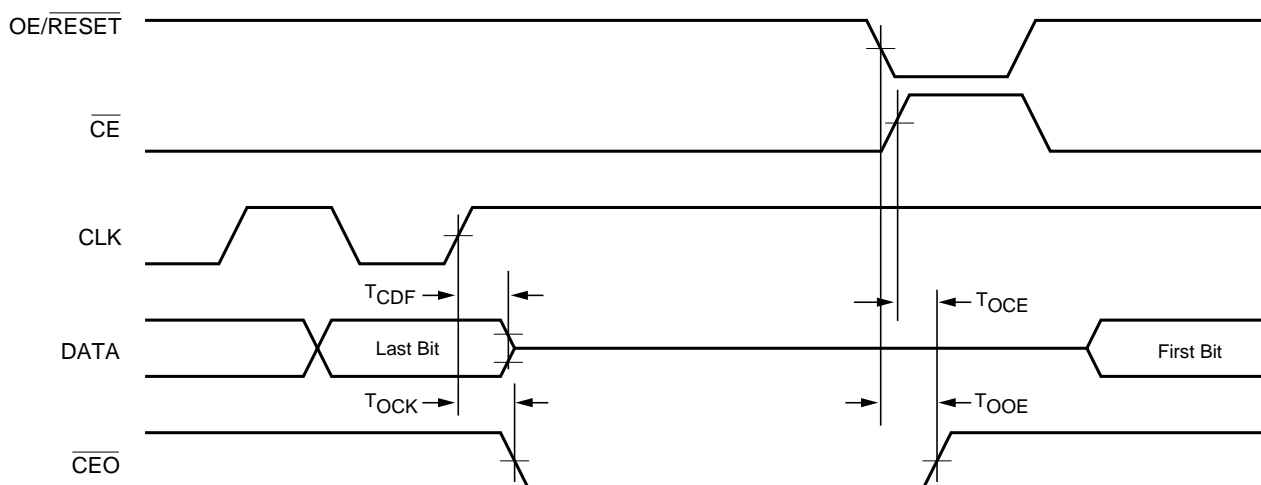 OE/RESET
CE
CLK
TCDF
TOCE
DATA
Last Bit
First Bit
TOCK
TOOE
CEO